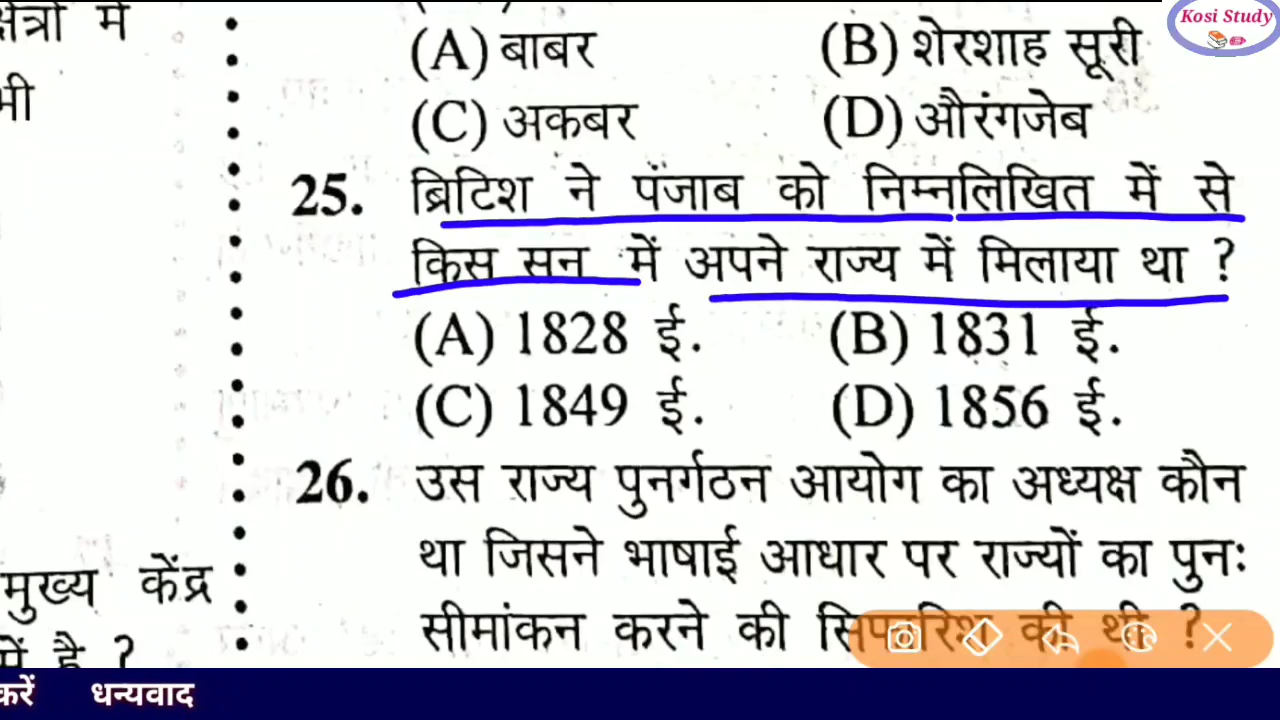 क्षेत्रों में
भी
मुख्य केंद्र
में है ?
(A) बाबर (B) शेरशाह सूरी
(C) अकबर (D) औरंगजेब
25. ब्रिटिश ने पंजाब को निम्नलिखित में से
किस सन में अपने राज्य में मिलाया था ?
(A) 1828 ई. (B) 1831 ई.
(C) 1849 ई. (D) 1856 ई.
26. उस राज्य पुनर्गठन आयोग का अध्यक्ष कौन
था जिसने भाषाई आधार पर राज्यों का पुनः
सीमांकन करने की सिफारिश की थी ?
Kosi Study
करें धन्यवाद